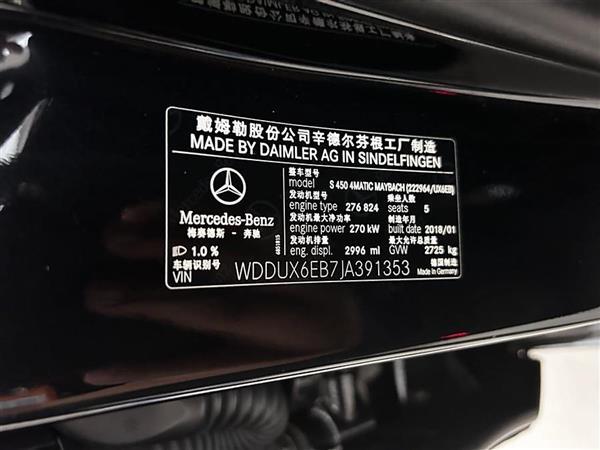 戴姆勒股份公司辛德尔芬根工厂制造
MADE BY DAIMLER AG IN SINDELFINGEN
整车型号
model S 450 4MATIC MAYBACH (222964/UX6EB)
发动机型号 乘坐人数
engine type 276 824 seats 5
发动机最大净功率 制造年月
engine power 270 kW built date 2018/01
发动机排量 最大允许总质量
eng. displ. 2996 ml GVW 2725 kg
Mercedes-Benz
梅赛德斯 - 奔驰
1.0 %
车辆识别代号 德国制造
VIN WDDUX6EB7JA391353 Made in Germany